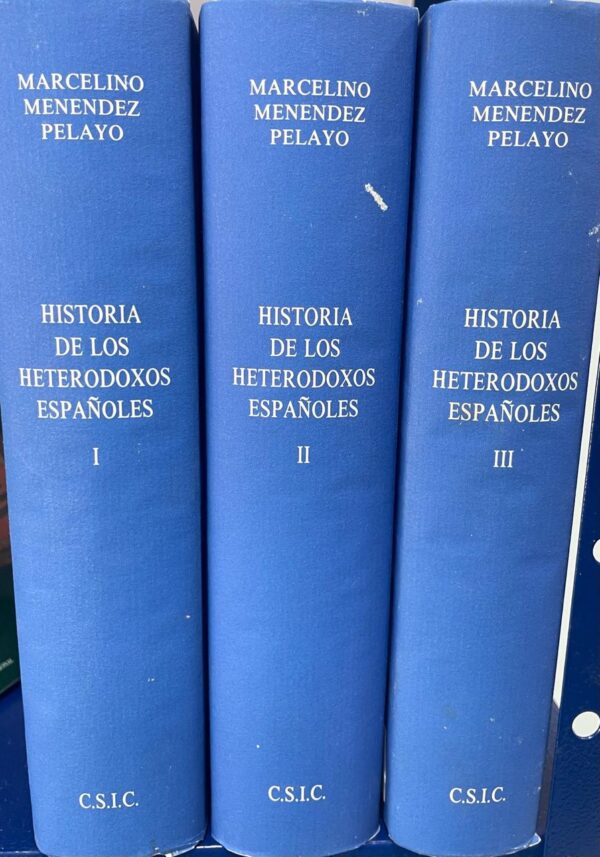 MARCELINO
MENENDEZ
PELAYO
HISTORIA
DE LOS
HETERODOXOS
ESPAÑOLES
I
C.S.I.C.
MARCELINO
MENENDEZ
PELAYO
HISTORIA
DE LOS
HETERODOXOS
ESPAÑOLES
II
C.S.I.C.
MARCELINO
MENENDEZ
PELAYO
HISTORIA
DE LOS
HETERODOXOS
ESPAÑOLES
III
C.S.I.C.